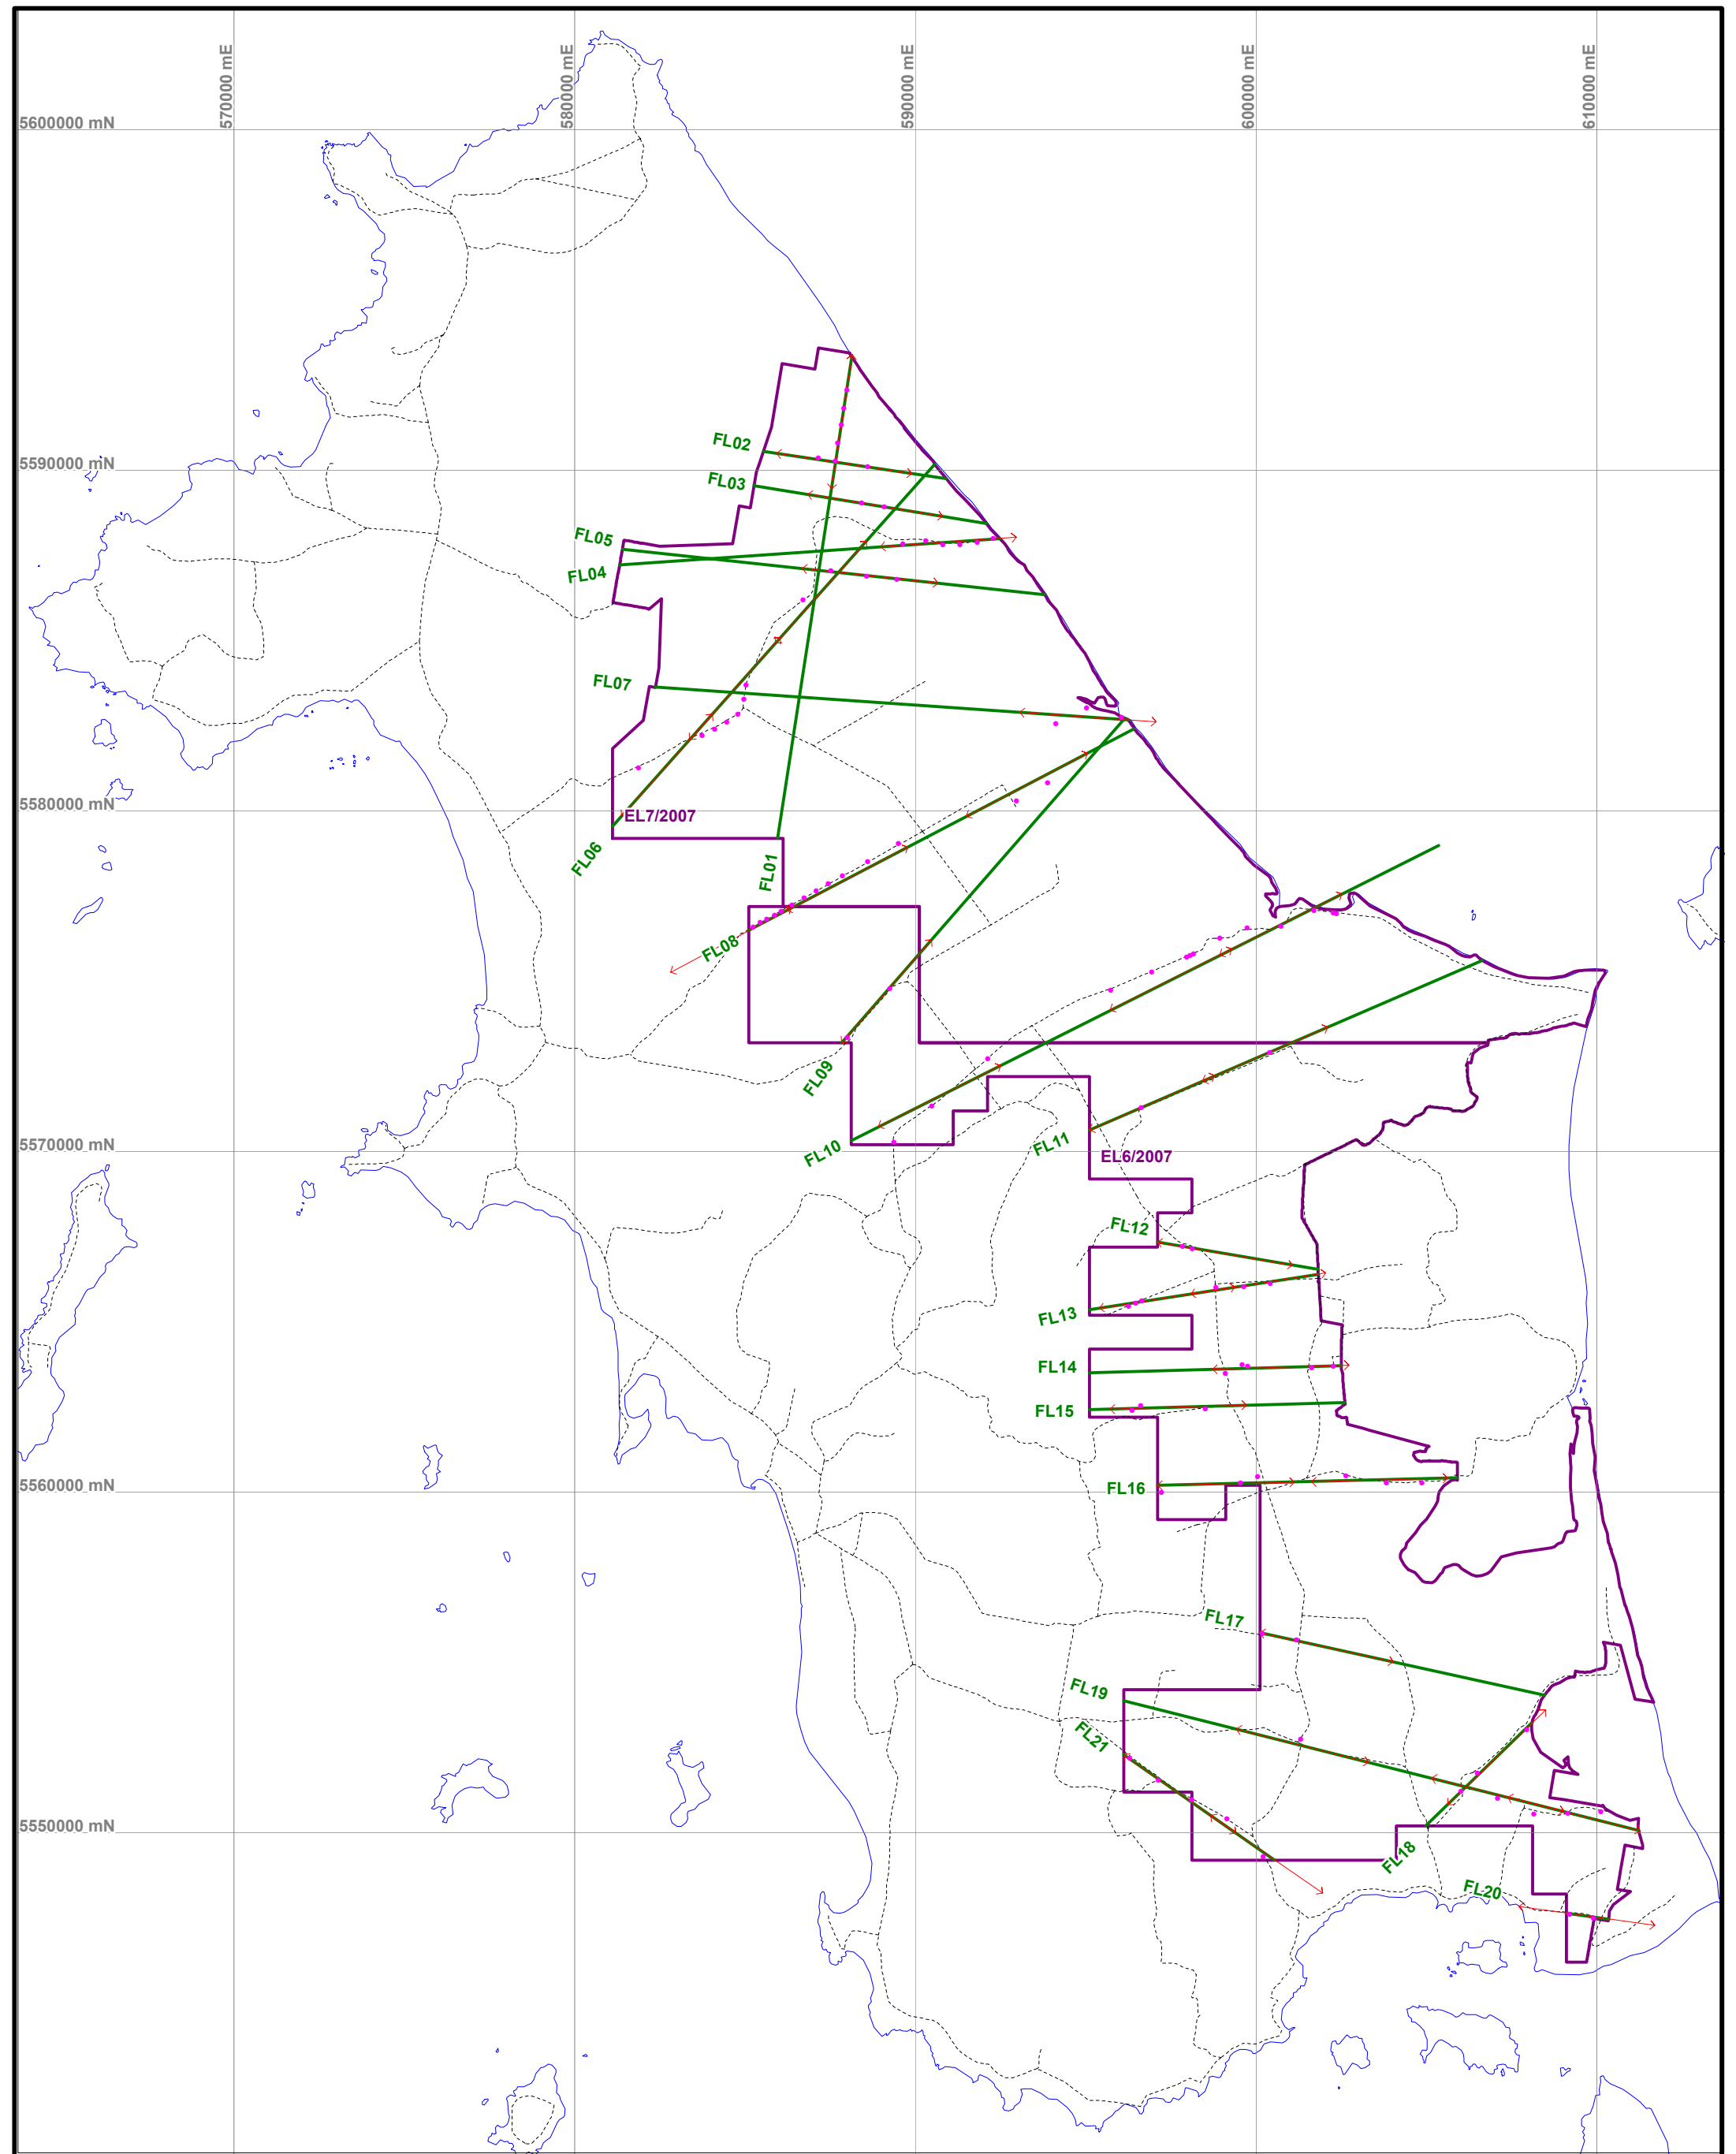 570000 mE
580000 mE
590000 mE
600000 mE
610000 mE
5600000 mN
FL02
5590000 mN
FL03
FL05
FL04
FL07
5580000 mN
EL7/2007
FL06
FL01
FL08
FL09
FL10
FL11
5570000 mN
EL6/2007
FL12
FL13
FL14
FL15
5560000 mN
FL16
FL17
FL19
FL21
5550000 mN
FL18
FL20